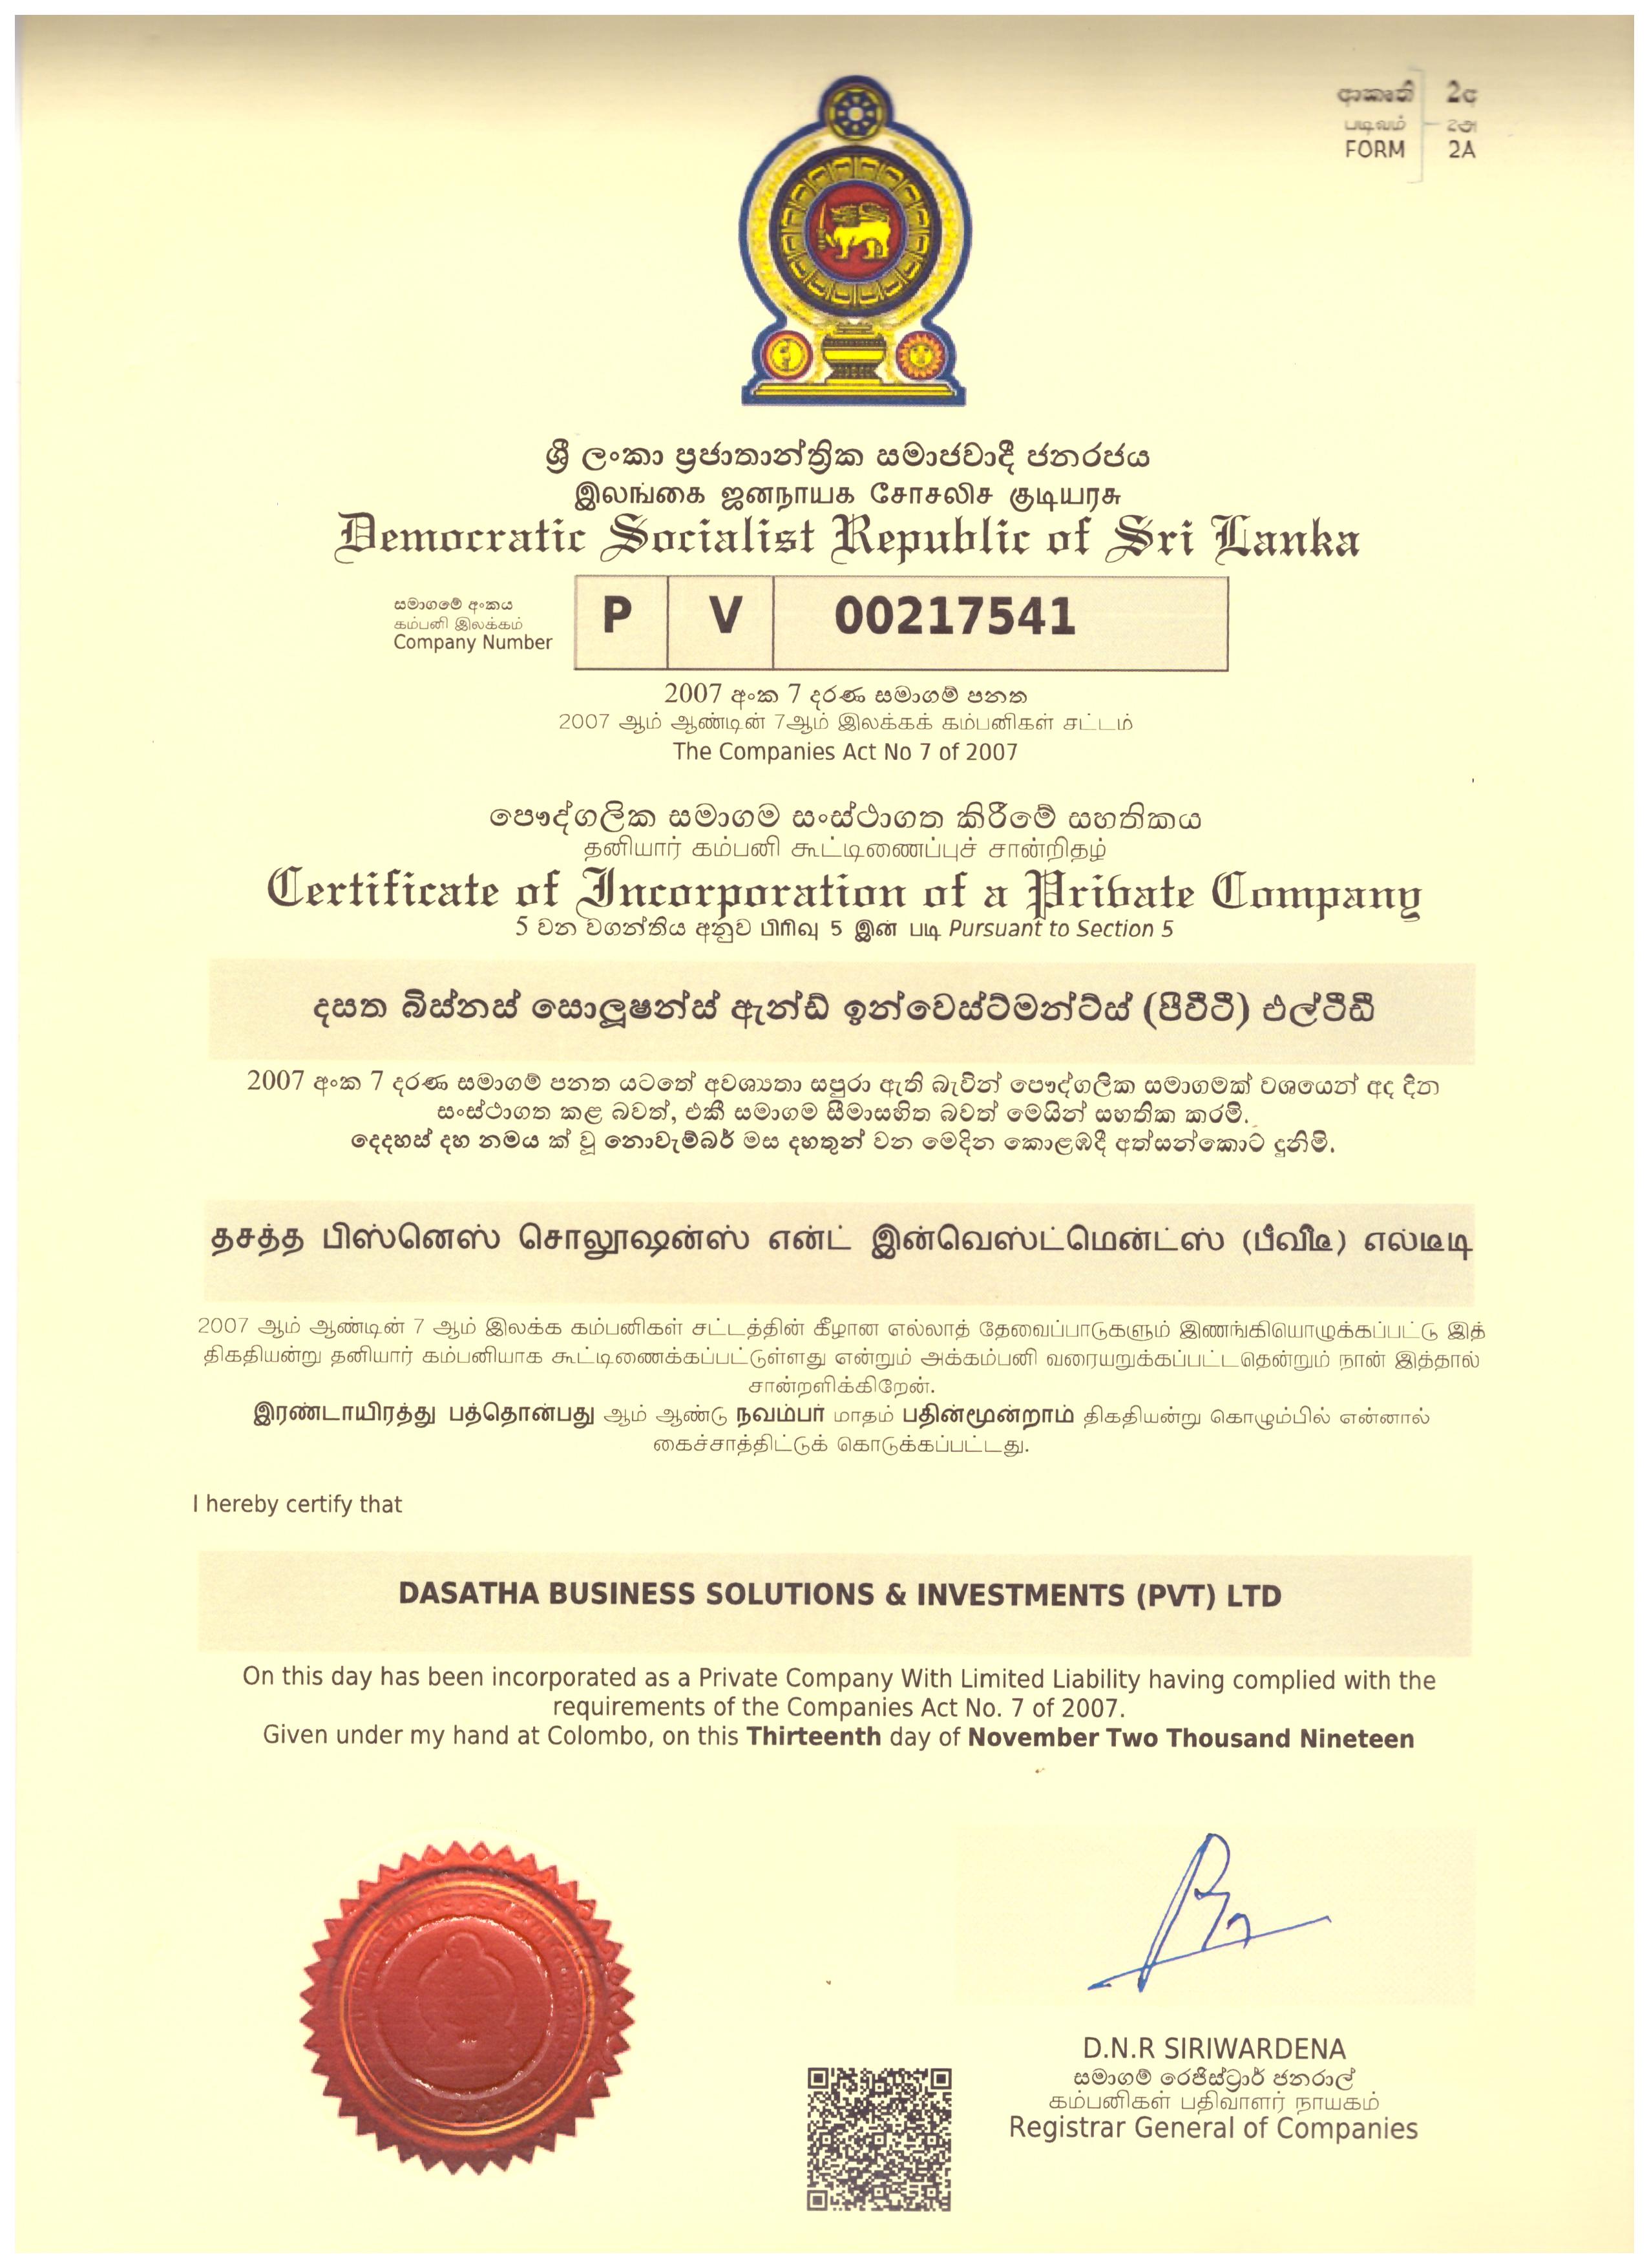 ආකෘති 2අ
படிவம் 2அ
FORM 2A
ශ්‍රී ලංකා ප්‍රජාතාන්ත්‍රික සමාජවාදී ජනරජය
இலங்கை ஜனநாயக சோசலிச குடியரசு
Democratic Socialist Republic of Sri Lanka
සමාගමේ අංකය
கம்பனி இலக்கம்
Company Number
P V 00217541
2007 අංක 7 දරණ සමාගම් පනත
2007 ஆம் ஆண்டின் 7ஆம் இலக்கக் கம்பனிகள் சட்டம்
The Companies Act No 7 of 2007
පෞද්ගලික සමාගම සංස්ථාගත කිරීමේ සහතිකය
தனியார் கம்பனி கூட்டிணைப்புச் சான்றிதழ்
Certificate of Incorporation of a Private Company
5 වන වගන්තිය අනුව பிரிவு 5 இன் படி Pursuant to Section 5
දසත බිස්නස් සොලූෂන්ස් ඇන්ඩ් ඉන්වෙස්ට්මන්ට්ස් (පීවීටී) එල්ටීඩී
2007 අංක 7 දරණ සමාගම් පනත යටතේ අවශ්‍යතා සපුරා ඇති බැවින් පෞද්ගලික සමාගමක් වශයෙන් අද දින
සංස්ථාගත කළ බවත්, එකී සමාගම සීමාසහිත බවත් මෙයින් සහතික කරමි.
දෙදහස් දහ නමය ක් වූ නොවැම්බර් මස දහතුන් වන මෙදින කොළඹදී අත්සන්කොට දුනිමි.
தசத்த பிஸ்னெஸ் சொலூஷன்ஸ் என்ட் இன்வெஸ்ட்மென்ட்ஸ் (பீவீடீ) எல்டீடி
2007 ஆம் ஆண்டின் 7 ஆம் இலக்க கம்பனிகள் சட்டத்தின் கீழான எல்லாத் தேவைப்பாடுகளும் இணங்கியொழுக்கப்பட்டு இத்
திகதியன்று தனியார் கம்பனியாக கூட்டிணைக்கப்பட்டுள்ளது என்றும் அக்கம்பனி வரையறுக்கப்பட்டதென்றும் நான் இத்தால்
சான்றளிக்கிறேன்.
இரண்டாயிரத்து பத்தொன்பது ஆம் ஆண்டு நவம்பர் மாதம் பதின்மூன்றாம் திகதியன்று கொழும்பில் என்னால்
கைச்சாத்திட்டுக் கொடுக்கப்பட்டது.
I hereby certify that
DASATHA BUSINESS SOLUTIONS & INVESTMENTS (PVT) LTD
On this day has been incorporated as a Private Company With Limited Liability having complied with the
requirements of the Companies Act No. 7 of 2007.
Given under my hand at Colombo, on this Thirteenth day of November Two Thousand Nineteen
D.N.R SIRIWARDENA
සමාගම් රෙජිස්ට්‍රාර් ජනරාල්
கம்பனிகள் பதிவாளர் நாயகம்
Registrar General of Companies